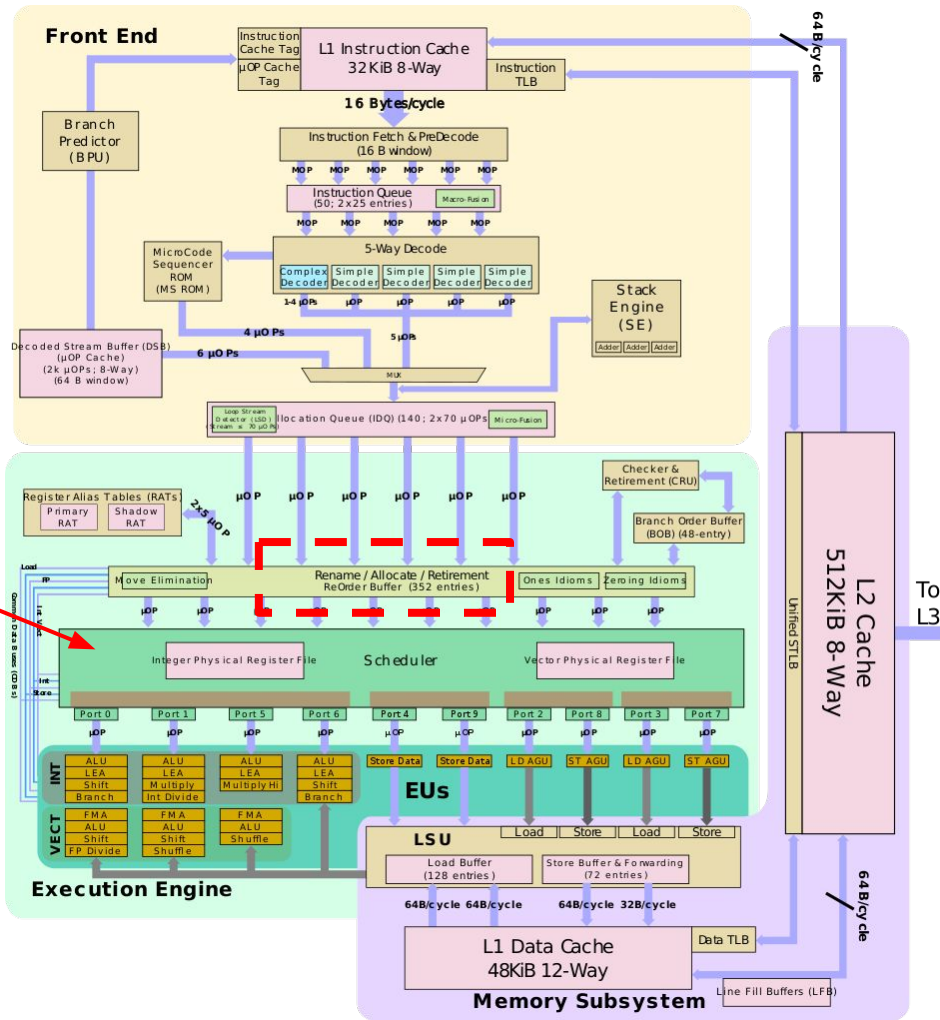 Front End
Instruction
Cache Tag
µOP Cache
Tag
L1 Instruction Cache
32KiB 8-Way
Instruction
TLB
64B/cycle
16 Bytes/cycle
Branch
Predictor
(BPU)
Instruction Fetch & PreDecode
(16 B window)
MOP MOP MOP MOP MOP MOP
Instruction Queue
(50; 2x25 entries)
Macro-Fusion
MOP MOP MOP MOP MOP
5-Way Decode
Complex Decoder
Simple Decoder
Simple Decoder
Simple Decoder
Simple Decoder
MicroCode
Sequencer
ROM
(MS ROM)
1-4 µOPs µOP µOP µOP µOP
Stack
Engine
(SE)
Adder Adder Adder
4 µOPs
5 µOPs
Decoded Stream Buffer (DSB)
(µOP Cache)
(2k µOPs; 8-Way)
(64 B window)
6 µOPs
MUX
Loop Stream
Detector (LSD)
llocation Queue (IDQ) (140; 2x70 µOPs
Micro-Fusion
µOP µOP µOP µOP µOP µOP
Register Alias Tables (RATs)
Primary
RAT
Shadow
RAT
2x5 µOP
Checker &
Retirement (CRU)
Branch Order Buffer
(BOB) (48-entry)
Load
FP
Int Vect
Common Data Buses (CDBs)
Int
Store
Move Elimination
Rename / Allocate / Retirement
ReOrder Buffer (352 entries)
Ones Idioms
Zeroing Idioms
µOP µOP µOP µOP µOP µOP µOP µOP µOP µOP
Integer Physical Register File
Scheduler
Vector Physical Register File
Port 0 Port 1 Port 5 Port 6 Port 4 Port 9 Port 2 Port 8 Port 3 Port 7
µOP µOP µOP µOP µOP µOP µOP µOP µOP µOP
INT
ALU
LEA
Shift
Branch
ALU
LEA
Multiply
Int Divide
ALU
LEA
MultiplyHi
ALU
LEA
Shift
Branch
Store Data
Store Data
LD AGU
ST AGU
LD AGU
ST AGU
EUs
VECT
FMA
ALU
Shift
FP Divide
FMA
ALU
Shift
Shuffle
FMA
ALU
Shuffle
Execution Engine
LSU
Load Store Load Store
Load Buffer
(128 entries)
Store Buffer & Forwarding
(72 entries)
64B/cycle 64B/cycle 64B/cycle 32B/cycle
L1 Data Cache
48KiB 12-Way
Data TLB
Line Fill Buffers (LFB)
64B/cycle
Memory Subsystem
Unified STLB
L2 Cache
512KiB 8-Way
To
L3